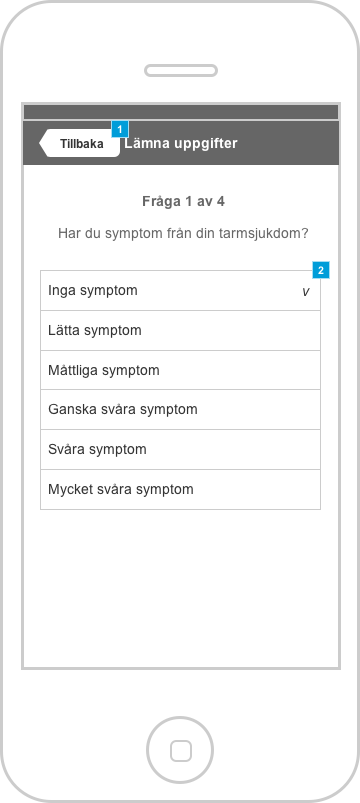 Tillbaka 1 Lämna uppgifter
Fråga 1 av 4
Har du symptom från din tarmsjukdom?
2
Inga symptom v
Lätta symptom
Måttliga symptom
Ganska svåra symptom
Svåra symptom
Mycket svåra symptom